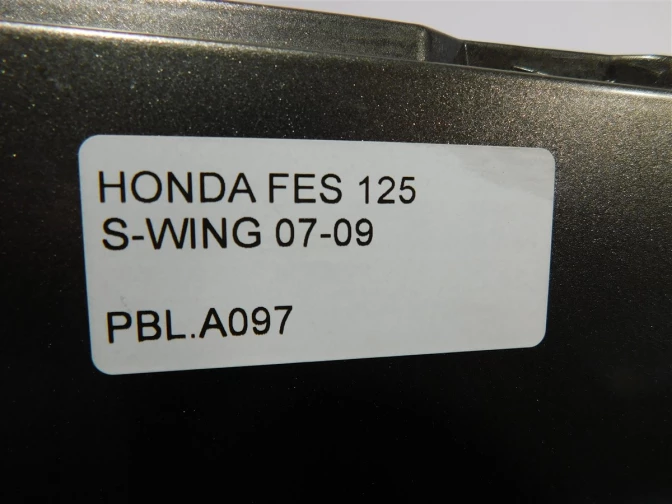 HONDA FES 125
S-WING 07-09
PBL.A097